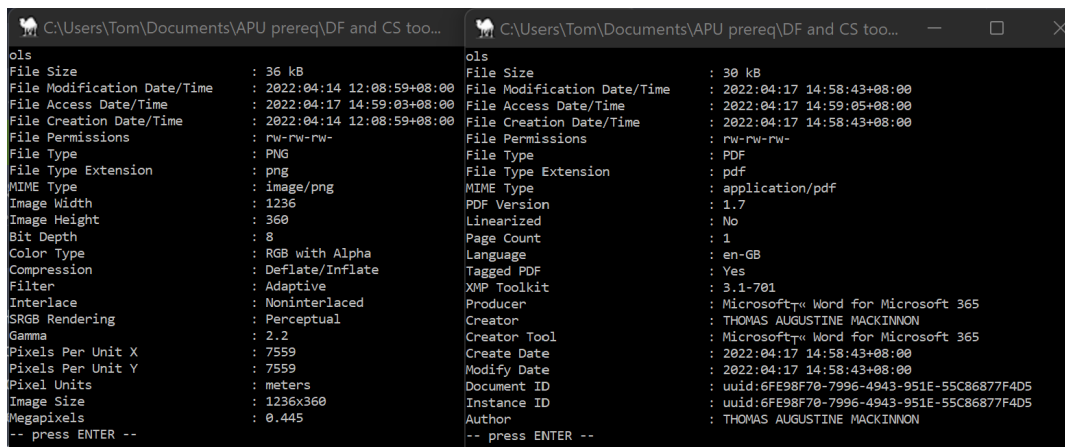 C:\Users\Tom\Documents\APU prereq\DF and CS too...
ols
File Size : 36 kB
File Modification Date/Time : 2022:04:14 12:08:59+08:00
File Access Date/Time : 2022:04:17 14:59:03+08:00
File Creation Date/Time : 2022:04:14 12:08:59+08:00
File Permissions : rw-rw-rw-
File Type : PNG
File Type Extension : png
MIME Type : image/png
Image Width : 1236
Image Height : 360
Bit Depth : 8
Color Type : RGB with Alpha
Compression : Deflate/Inflate
Filter : Adaptive
Interlace : Noninterlaced
SRGB Rendering : Perceptual
Gamma : 2.2
Pixels Per Unit X : 7559
Pixels Per Unit Y : 7559
Pixel Units : meters
Image Size : 1236x360
Megapixels : 0.445
-- press ENTER --
C:\Users\Tom\Documents\APU prereq\DF and CS too...
ols
File Size : 30 kB
File Modification Date/Time : 2022:04:17 14:58:43+08:00
File Access Date/Time : 2022:04:17 14:59:05+08:00
File Creation Date/Time : 2022:04:17 14:58:43+08:00
File Permissions : rw-rw-rw-
File Type : PDF
File Type Extension : pdf
MIME Type : application/pdf
PDF Version : 1.7
Linearized : No
Page Count : 1
Language : en-GB
Tagged PDF : Yes
XMP Toolkit : 3.1-701
Producer : Microsoft┬« Word for Microsoft 365
Creator : THOMAS AUGUSTINE MACKINNON
Creator Tool : Microsoft┬« Word for Microsoft 365
Create Date : 2022:04:17 14:58:43+08:00
Modify Date : 2022:04:17 14:58:43+08:00
Document ID : uuid:6FE98F70-7996-4943-951E-55C86877F4D5
Instance ID : uuid:6FE98F70-7996-4943-951E-55C86877F4D5
Author : THOMAS AUGUSTINE MACKINNON
-- press ENTER --